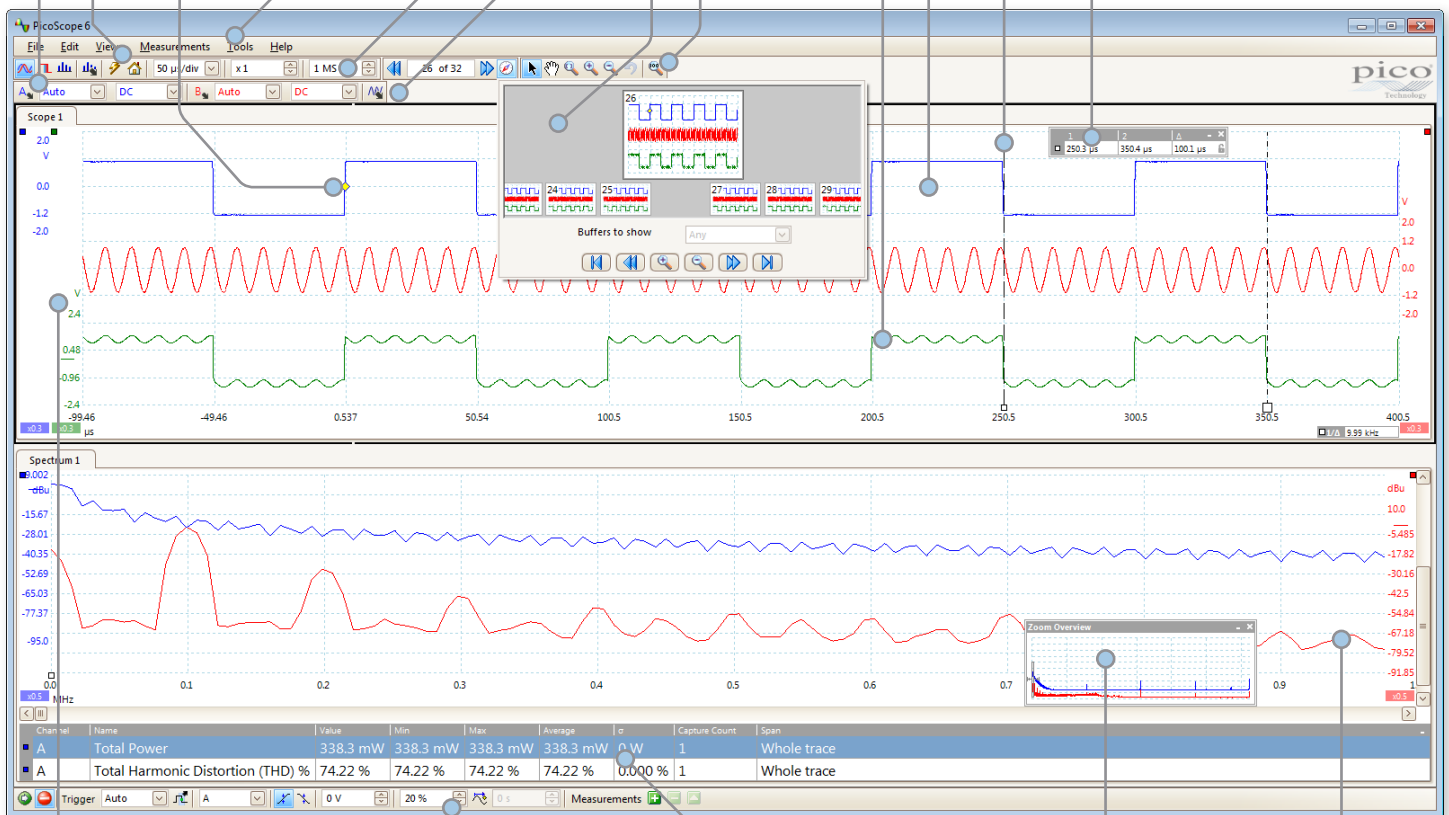 PicoScope 6
File Edit Views Measurements Tools Help
50 µs/div x 1 1 MS 26 of 32
pico
Technology
A Auto DC B Auto DC
Scope 1
2.0
V
0.0
-1.2
-2.0
V
2.0
1.2
0.0
-1.2
-2.0
V
2.4
0.48
-0.96
-2.4
-99.46 -49.46 0.537 50.54 100.5 150.5 200.5 250.5 300.5 350.5 400.5
x0.3 x0.3 µs
1/Δ 9.99 kHz x0.3
1 2 Δ
250.3 µs 350.4 µs 100.1 µs
26
24 25 27 28 29
Buffers to show Any
Spectrum 1
9.002
dBu
-15.67
-28.01
-40.35
-52.69
-65.03
-77.37
-95.0
dBu
10.0
-5.485
-17.82
-30.16
-42.5
-54.84
-67.18
-79.52
-91.85
Zoom Overview
0.0 0.1 0.2 0.3 0.4 0.5 0.6 0.7 0.9 1
x0.5 MHz x0.5
Channel Name Value Min Max Average σ Capture Count Span
A Total Power 338.3 mW 338.3 mW 338.3 mW 338.3 mW 0 W 1 Whole trace
A Total Harmonic Distortion (THD) % 74.22 % 74.22 % 74.22 % 74.22 % 0.000 % 1 Whole trace
Trigger Auto A 0 V 20 % 0 s Measurements